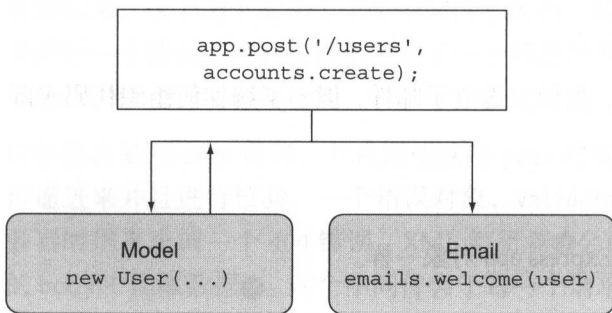 app.post('/users',
accounts.create);
Model
new User(...)
Email
emails.welcome(user)